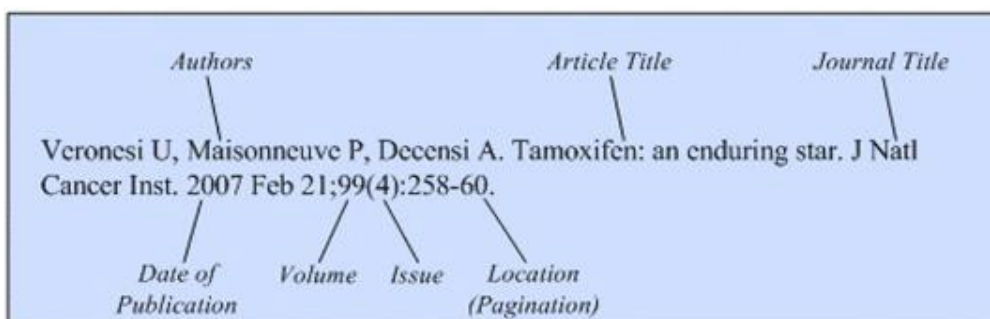 Authors Article Title Journal Title
Veronesi U, Maisonneuve P, Decensi A. Tamoxifen: an enduring star. J Natl
Cancer Inst. 2007 Feb 21;99(4):258-60.
Date of Publication Volume Issue Location (Pagination)